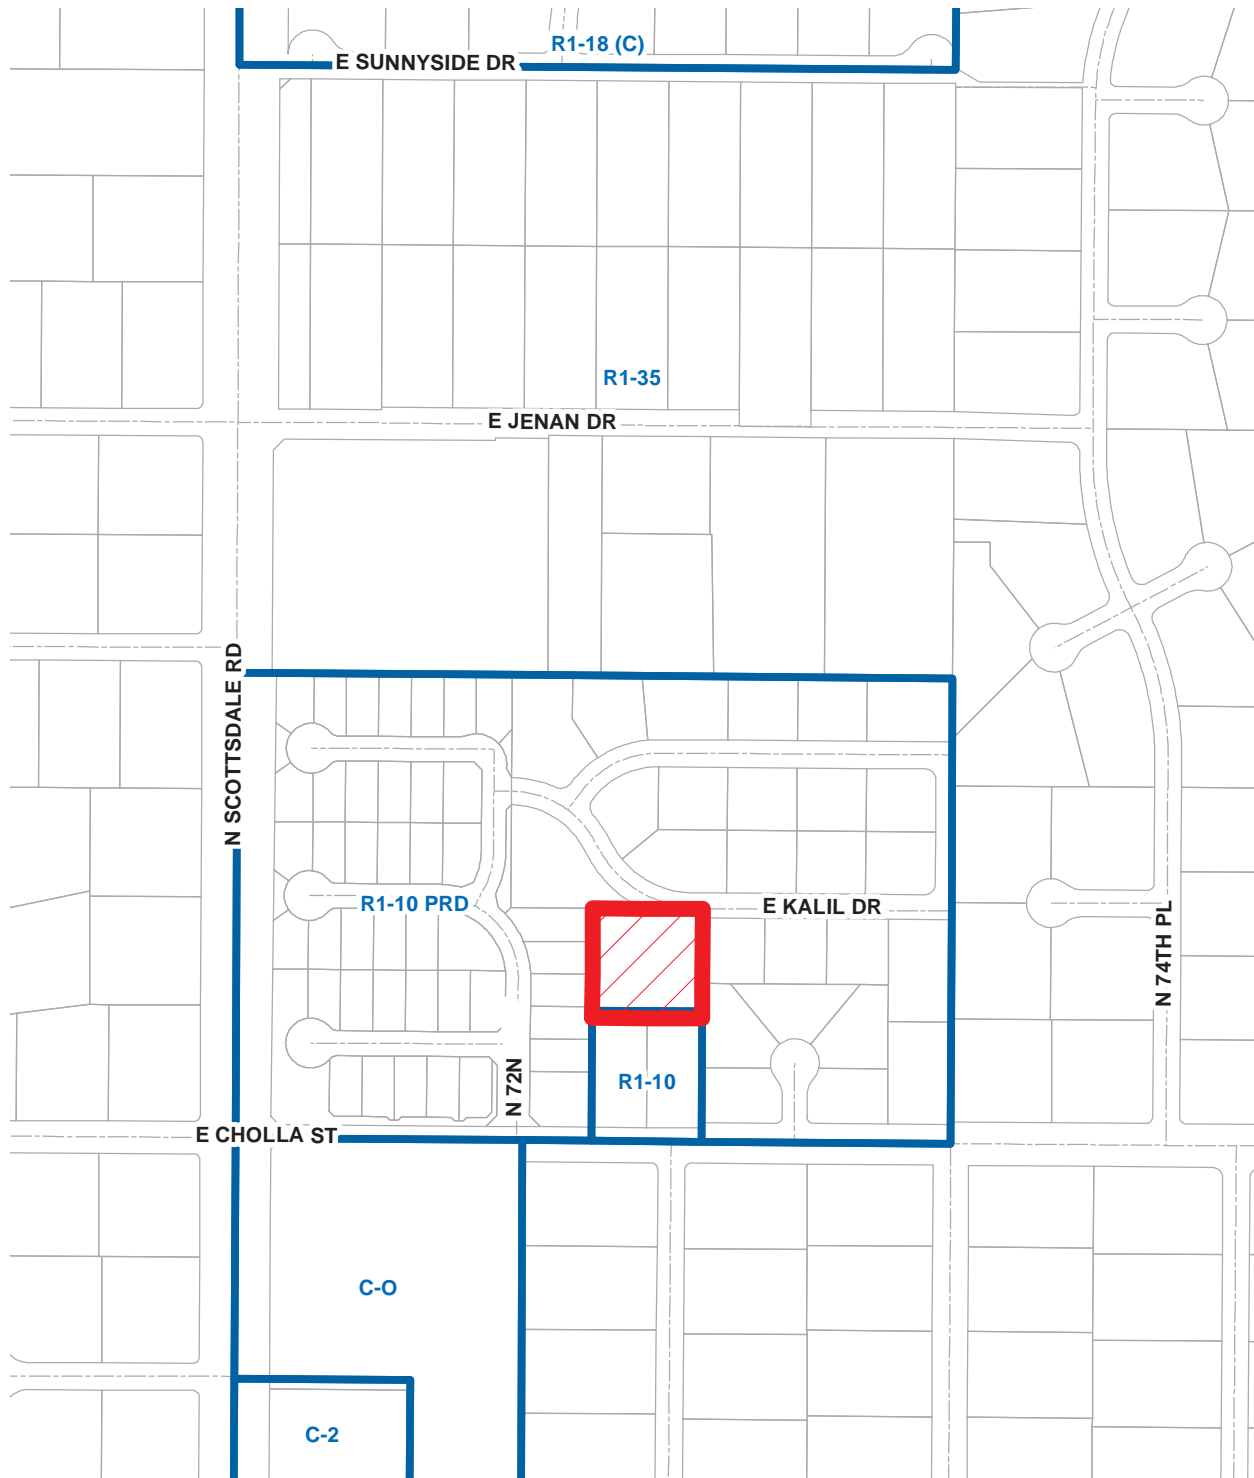 R1-18 (C)
E SUNNYSIDE DR
R1-35
E JENAN DR
N SCOTTSDALE RD
R1-10 PRD
E KALIL DR
N 74TH PL
N 72N
R1-10
E CHOLLA ST
C-O
C-2